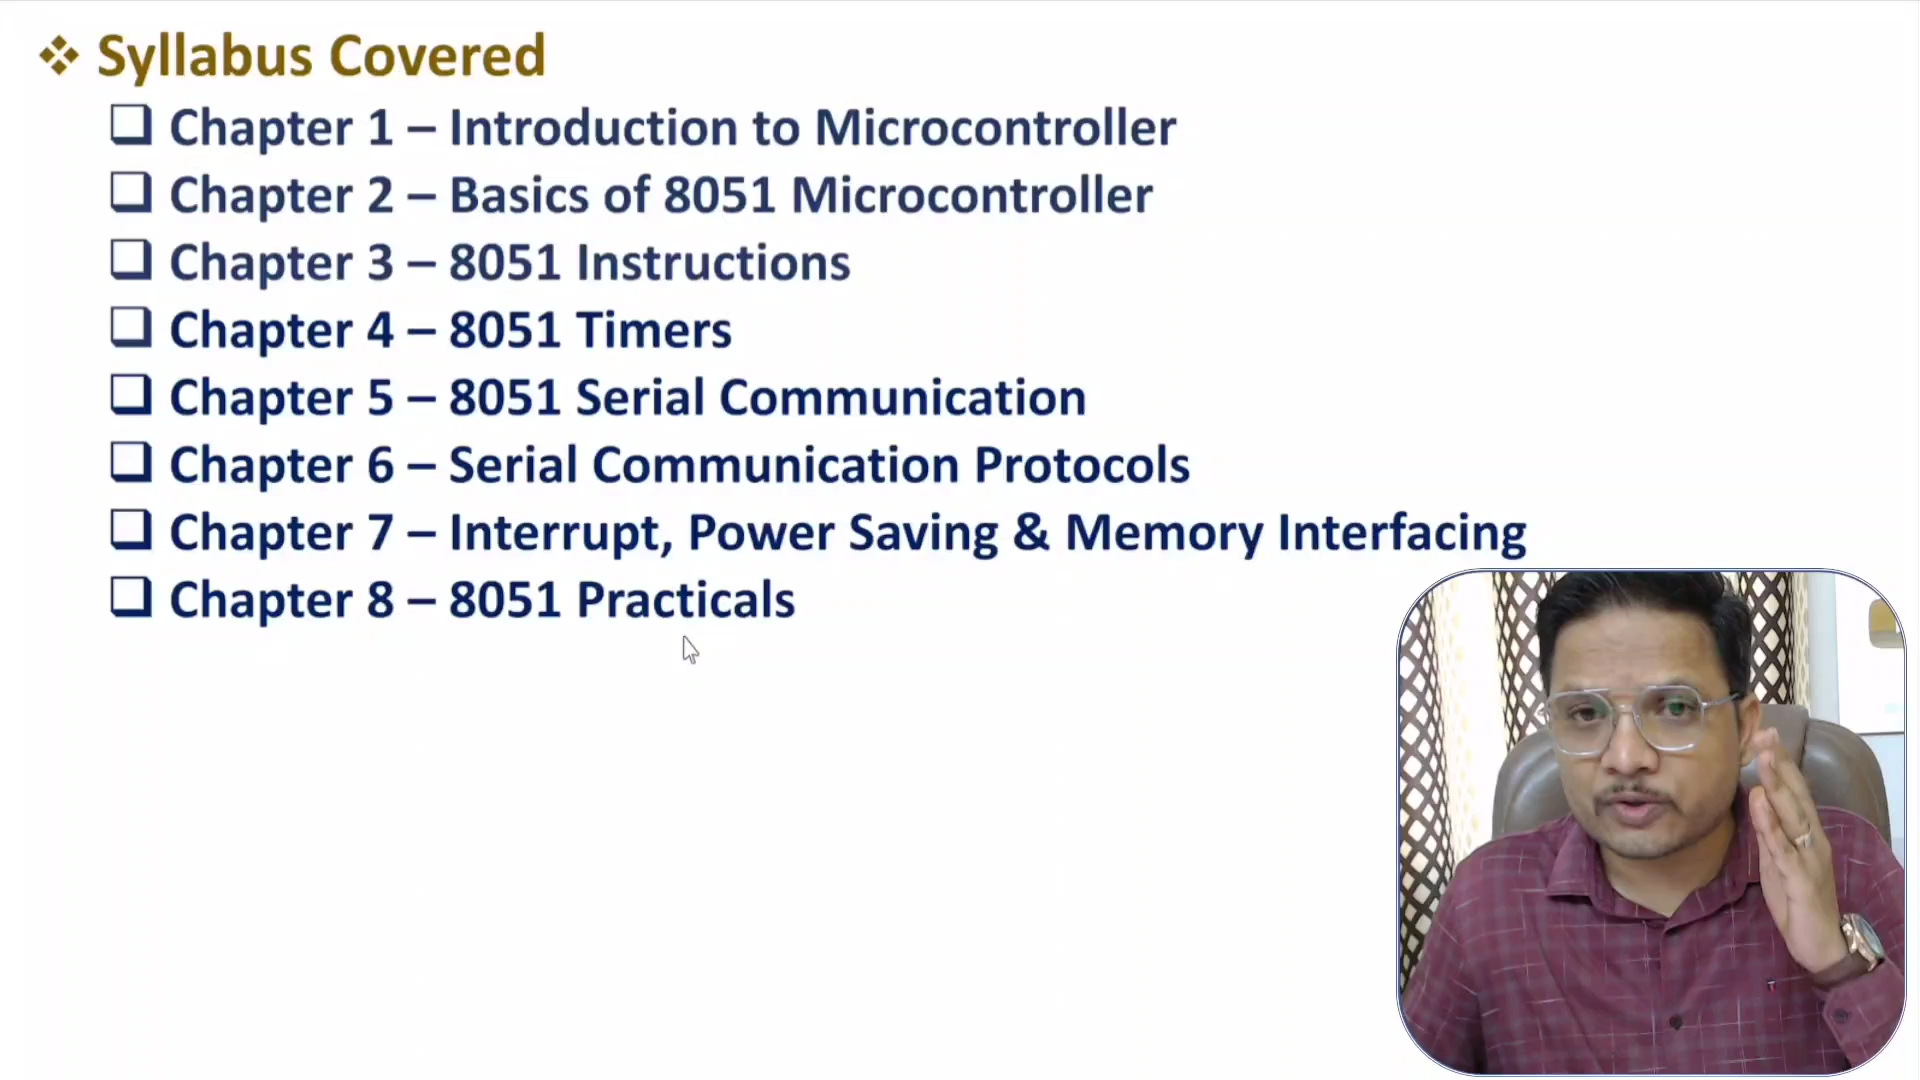 Syllabus Covered
Chapter 1 – Introduction to Microcontroller
Chapter 2 – Basics of 8051 Microcontroller
Chapter 3 – 8051 Instructions
Chapter 4 – 8051 Timers
Chapter 5 – 8051 Serial Communication
Chapter 6 – Serial Communication Protocols
Chapter 7 – Interrupt, Power Saving & Memory Interfacing
Chapter 8 – 8051 Practicals